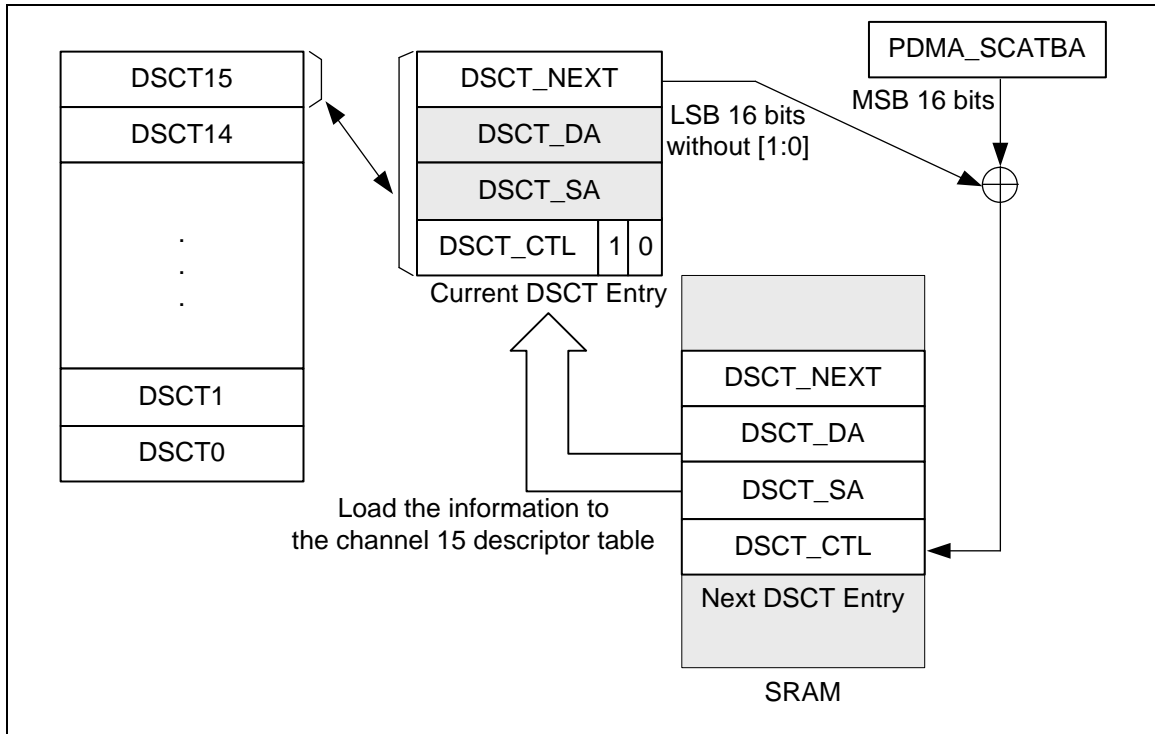 DSCT15
DSCT14
.
.
.
DSCT1
DSCT0
DSCT_NEXT
DSCT_DA
DSCT_SA
DSCT_CTL 1 0
Current DSCT Entry
LSB 16 bits
without [1:0]
PDMA_SCATBA
MSB 16 bits
Load the information to
the channel 15 descriptor table
DSCT_NEXT
DSCT_DA
DSCT_SA
DSCT_CTL
Next DSCT Entry
SRAM